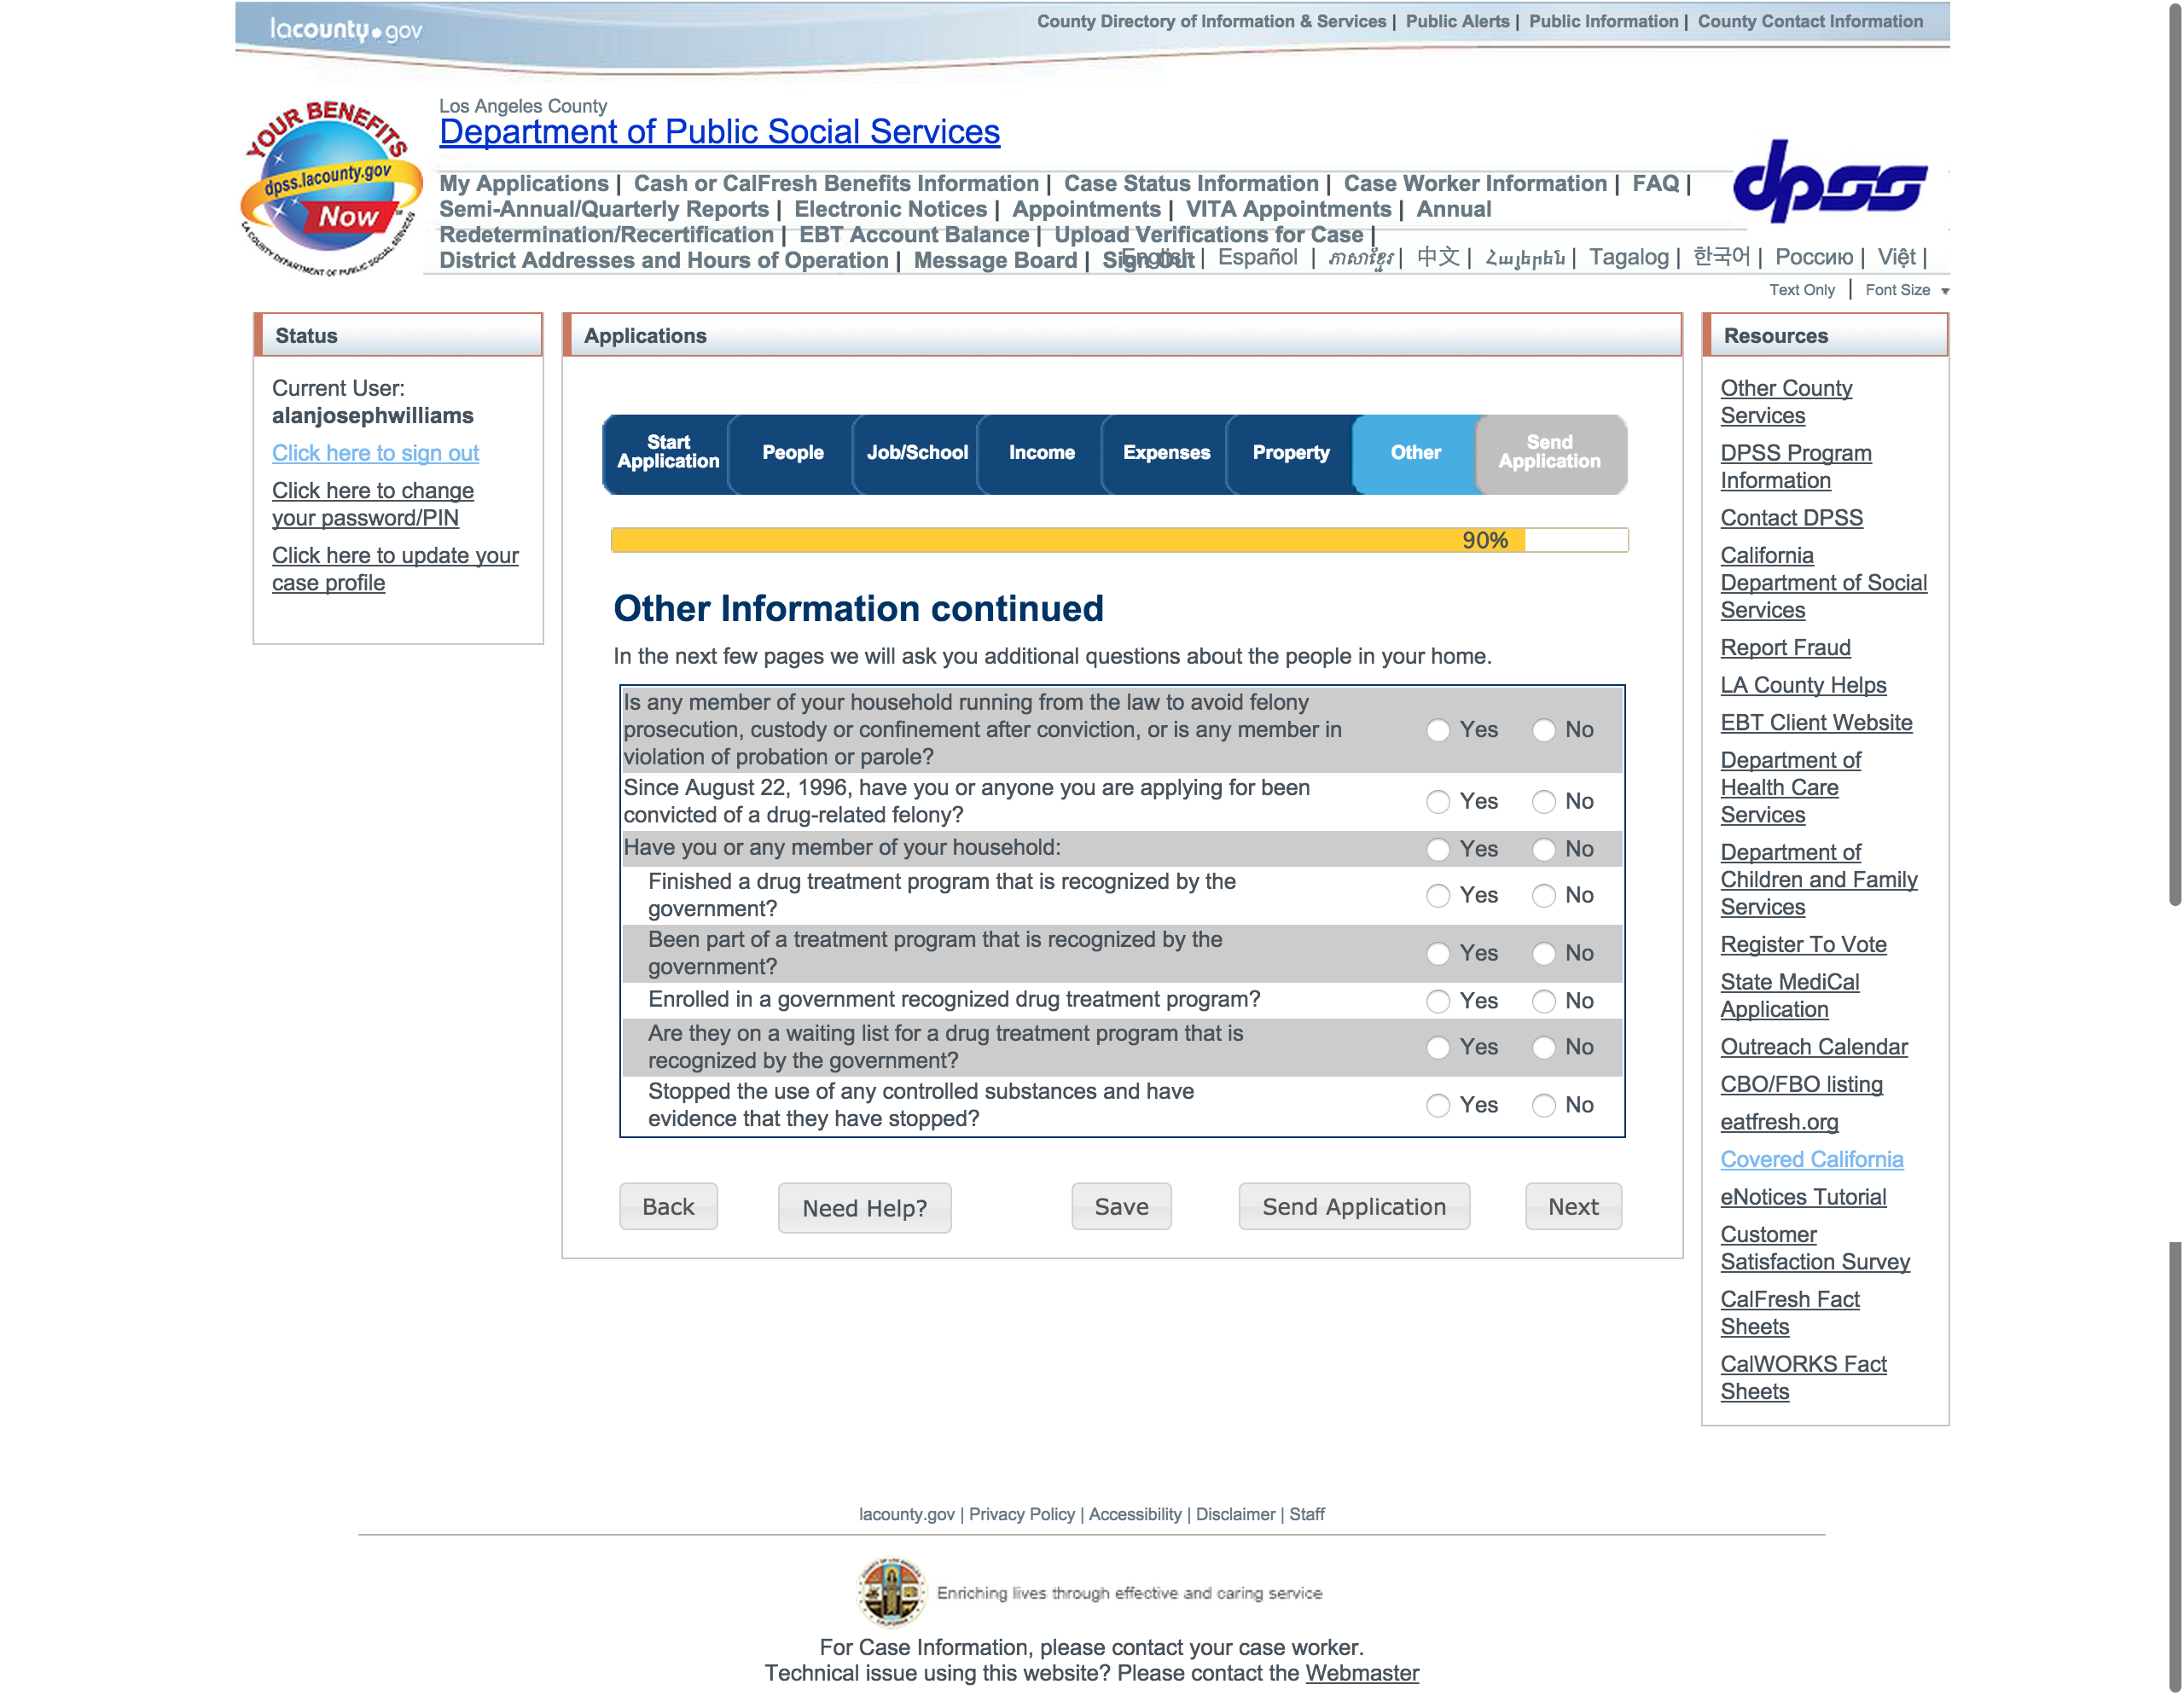 lacounty.gov
County Directory of Information & Services | Public Alerts | Public Information | County Contact Information
YOUR BENEFITS
dpss.lacounty.gov
Now
LA COUNTY DEPARTMENT OF PUBLIC SOCIAL SERVICES
Los Angeles County
Department of Public Social Services
dpss
My Applications | Cash or CalFresh Benefits Information | Case Status Information | Case Worker Information | FAQ |
Semi-Annual/Quarterly Reports | Electronic Notices | Appointments | VITA Appointments | Annual
Redetermination/Recertification | EBT Account Balance | Upload Verifications for Case |
District Addresses and Hours of Operation | Message Board | Sign Out
English | Español | ភាសាខ្មែរ | 中文 | Հայերեն | Tagalog | 한국어 | Россию | Việt |
Text Only | Font Size
Status
Current User:
alanjosephwilliams
Click here to sign out
Click here to change
your password/PIN
Click here to update your
case profile
Applications
Start
Application
People
Job/School
Income
Expenses
Property
Other
Send
Application
90%
Other Information continued
In the next few pages we will ask you additional questions about the people in your home.
Is any member of your household running from the law to avoid felony
prosecution, custody or confinement after conviction, or is any member in
violation of probation or parole?
Yes No
Since August 22, 1996, have you or anyone you are applying for been
convicted of a drug-related felony?
Yes No
Have you or any member of your household:
Yes No
Finished a drug treatment program that is recognized by the
government?
Yes No
Been part of a treatment program that is recognized by the
government?
Yes No
Enrolled in a government recognized drug treatment program?
Yes No
Are they on a waiting list for a drug treatment program that is
recognized by the government?
Yes No
Stopped the use of any controlled substances and have
evidence that they have stopped?
Yes No
Back
Need Help?
Save
Send Application
Next
Resources
Other County
Services
DPSS Program
Information
Contact DPSS
California
Department of Social
Services
Report Fraud
LA County Helps
EBT Client Website
Department of
Health Care
Services
Department of
Children and Family
Services
Register To Vote
State MediCal
Application
Outreach Calendar
CBO/FBO listing
eatfresh.org
Covered California
eNotices Tutorial
Customer
Satisfaction Survey
CalFresh Fact
Sheets
CalWORKS Fact
Sheets
lacounty.gov | Privacy Policy | Accessibility | Disclaimer | Staff
Enriching lives through effective and caring service
For Case Information, please contact your case worker.
Technical issue using this website? Please contact the Webmaster